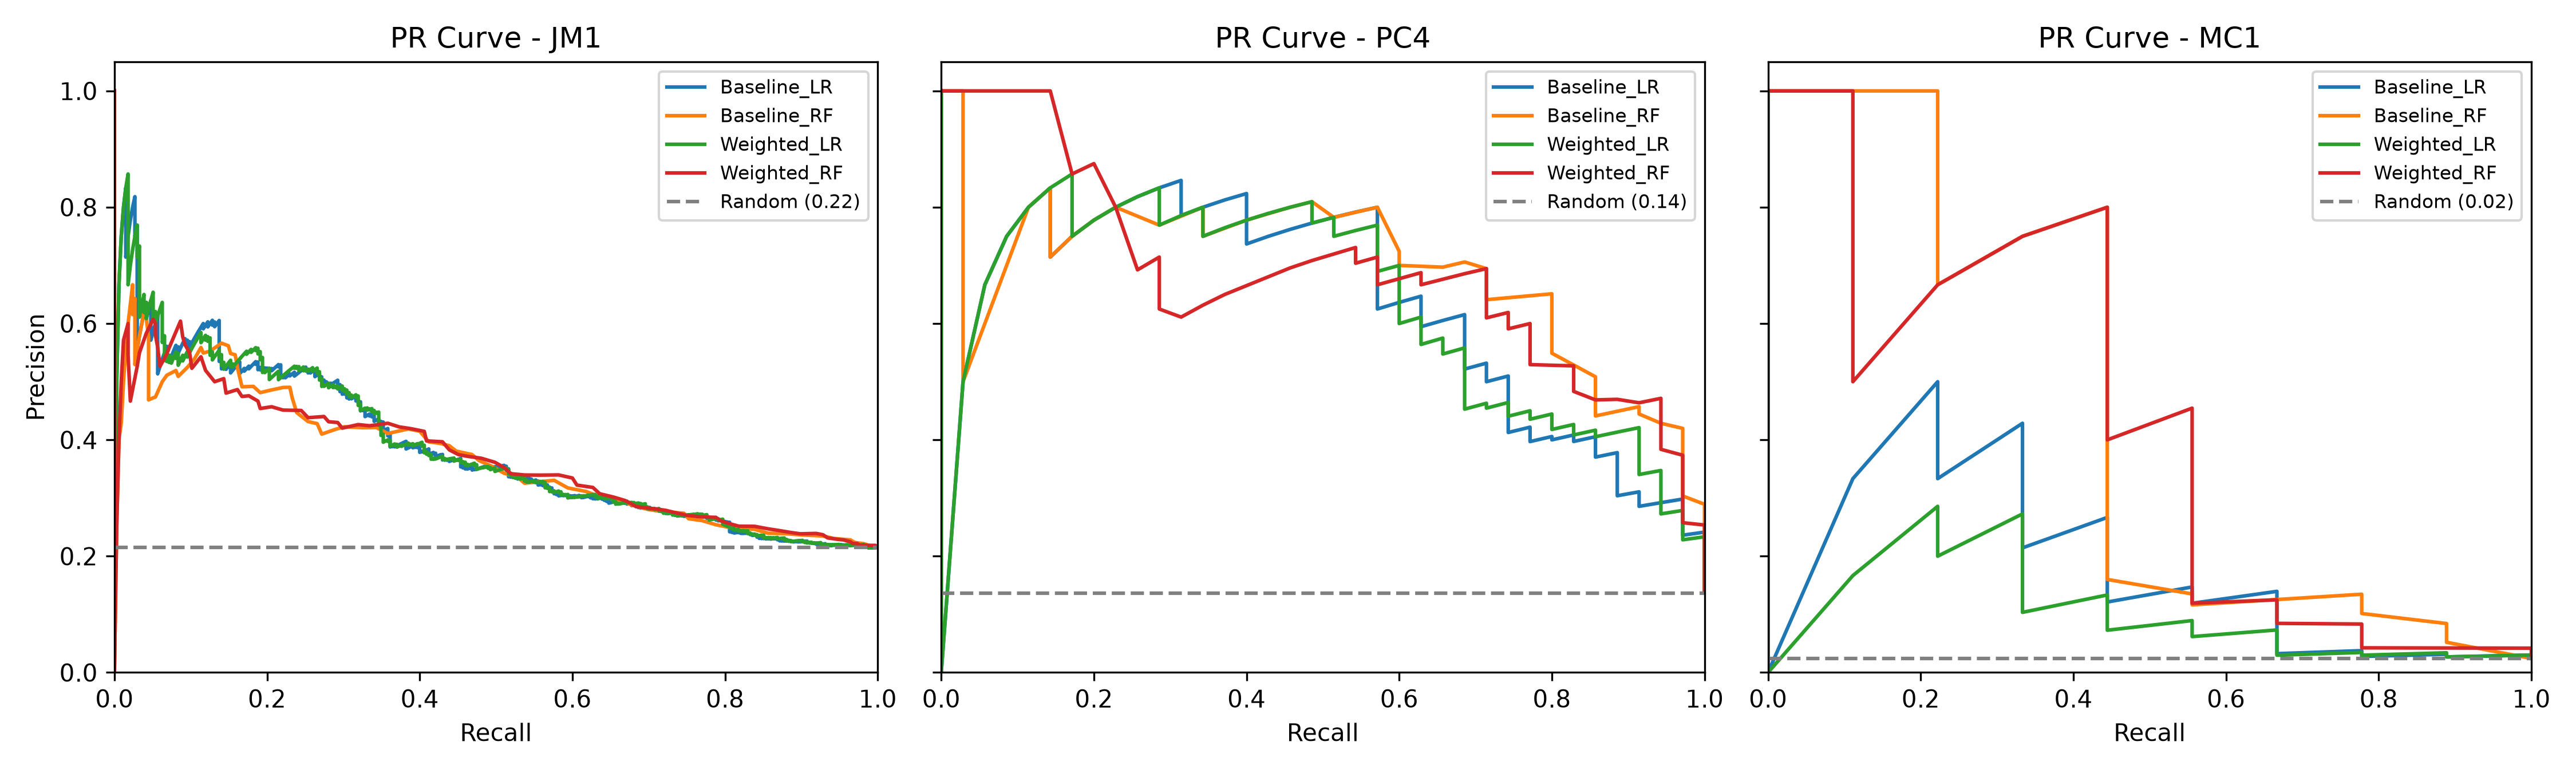 PR Curve - JM1
Precision
1.0
0.8
0.6
0.4
0.2
0.0
Baseline_LR
Baseline_RF
Weighted_LR
Weighted_RF
Random (0.22)
0.0 0.2 0.4 0.6 0.8 1.0
Recall
PR Curve - PC4
Baseline_LR
Baseline_RF
Weighted_LR
Weighted_RF
Random (0.14)
0.0 0.2 0.4 0.6 0.8 1.0
Recall
PR Curve - MC1
Baseline_LR
Baseline_RF
Weighted_LR
Weighted_RF
Random (0.02)
0.0 0.2 0.4 0.6 0.8 1.0
Recall